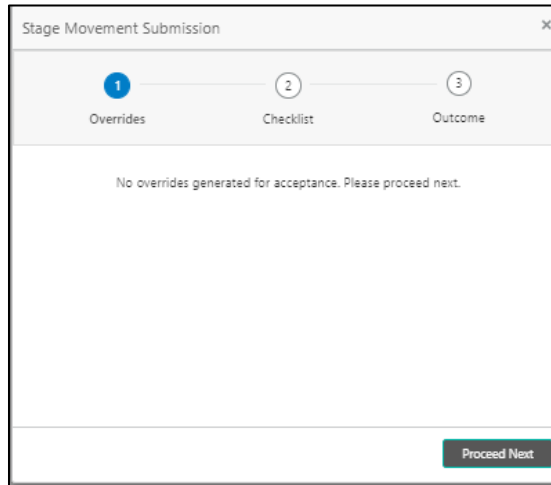 Stage Movement Submission ×
1 2 3
Overrides Checklist Outcome
No overrides generated for acceptance. Please proceed next.
Proceed Next